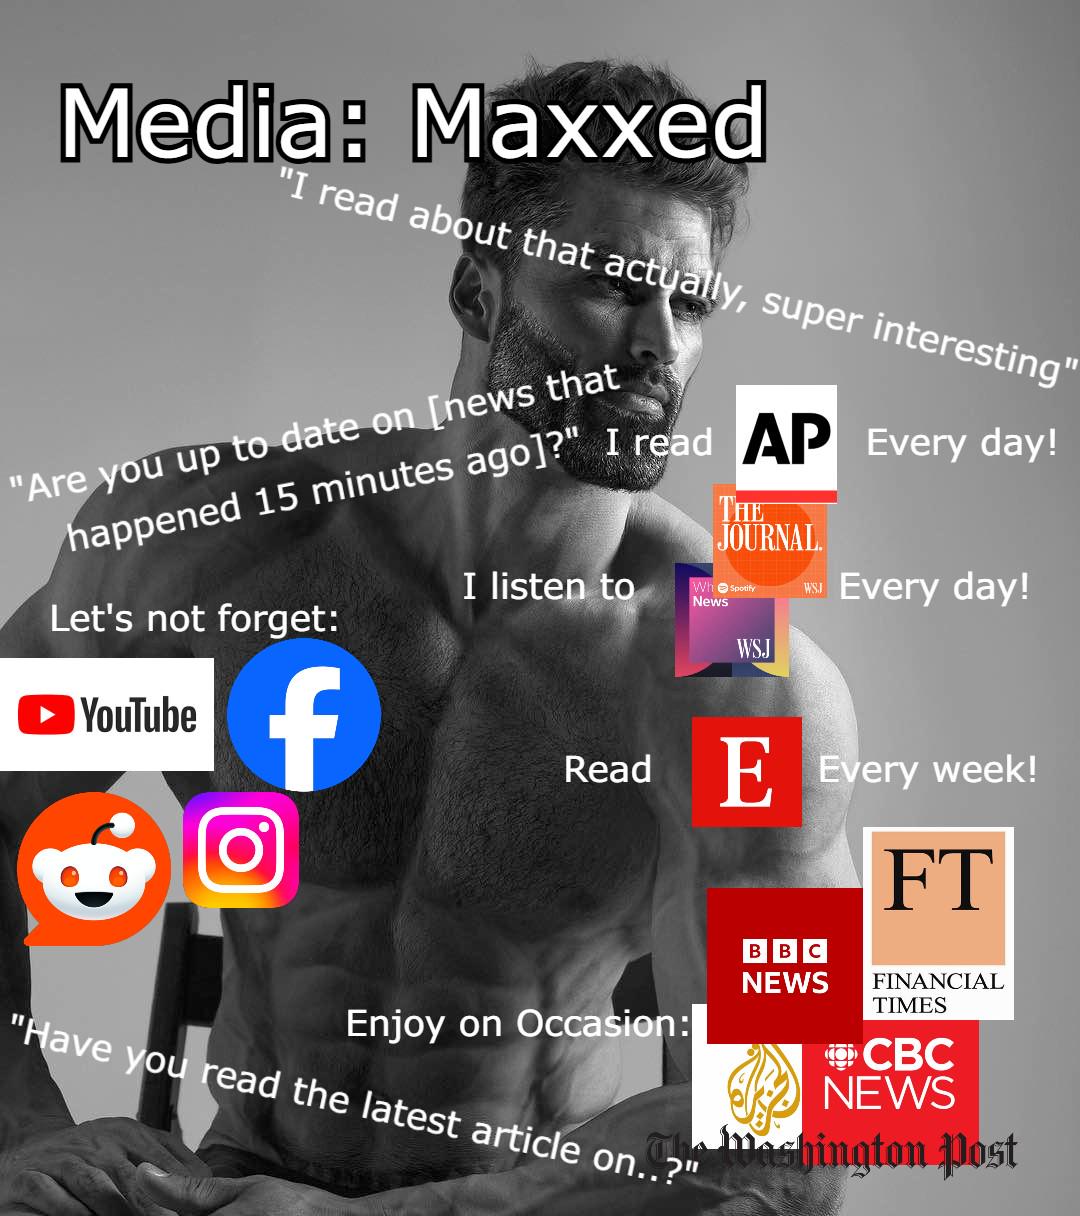 Media: Maxxed
"I read about that actually, super interesting"
"Are you up to date on [news that
happened 15 minutes ago]?"
I read AP Every day!
THE
JOURNAL.
Spotify WSJ
I listen to Every day!
Wh
News
WSJ
Let's not forget:
YouTube
Read E Every week!
FT
FINANCIAL
TIMES
BBC
NEWS
Enjoy on Occasion:
CBC
NEWS
The Washington Post
"Have you read the latest article on..?"